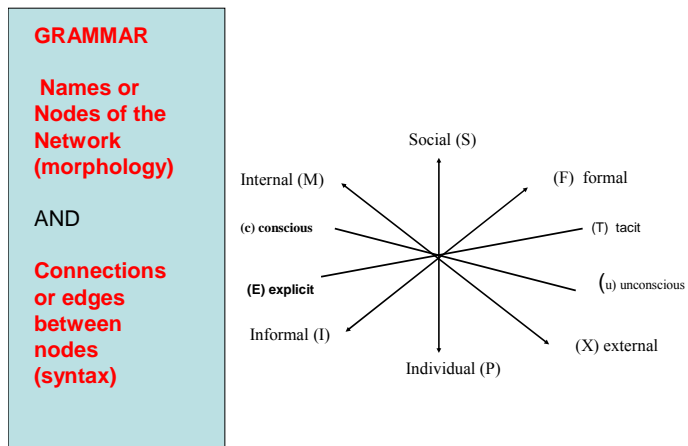 GRAMMAR
Names or
Nodes of the
Network
(morphology)
AND
Connections
or edges
between
nodes
(syntax)
Social (S)
Internal (M)
(F) formal
(c) conscious
(T) tacit
(E) explicit
(u) unconscious
Informal (I)
(X) external
Individual (P)